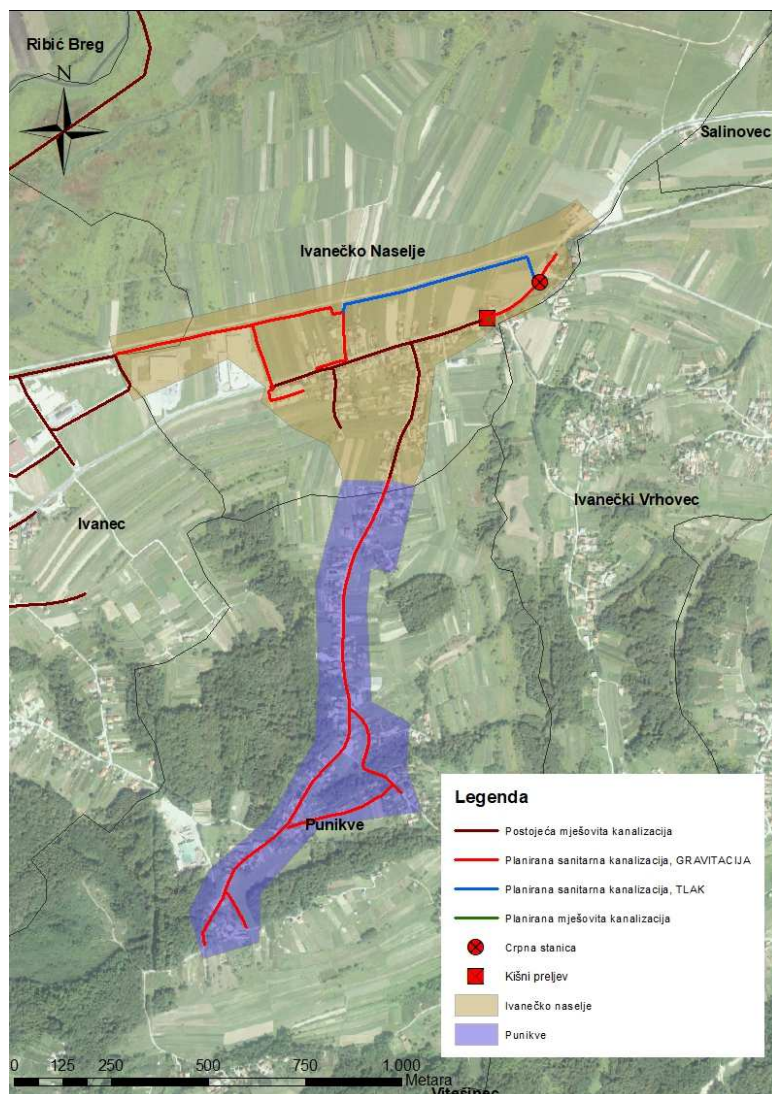 Ribić Breg
N
Salinovec
Ivanečko Naselje
Ivanec
Ivanečki Vrhovec
Punikve
Legenda
Postojeća mješovita kanalizacija
Planirana sanitarna kanalizacija, GRAVITACIJA
Planirana sanitarna kanalizacija, TLAK
Planirana mješovita kanalizacija
Crpna stanica
Kišni preljev
Ivanečko naselje
Punikve
0 125 250 500 750 1.000
Metara
Vitešinec